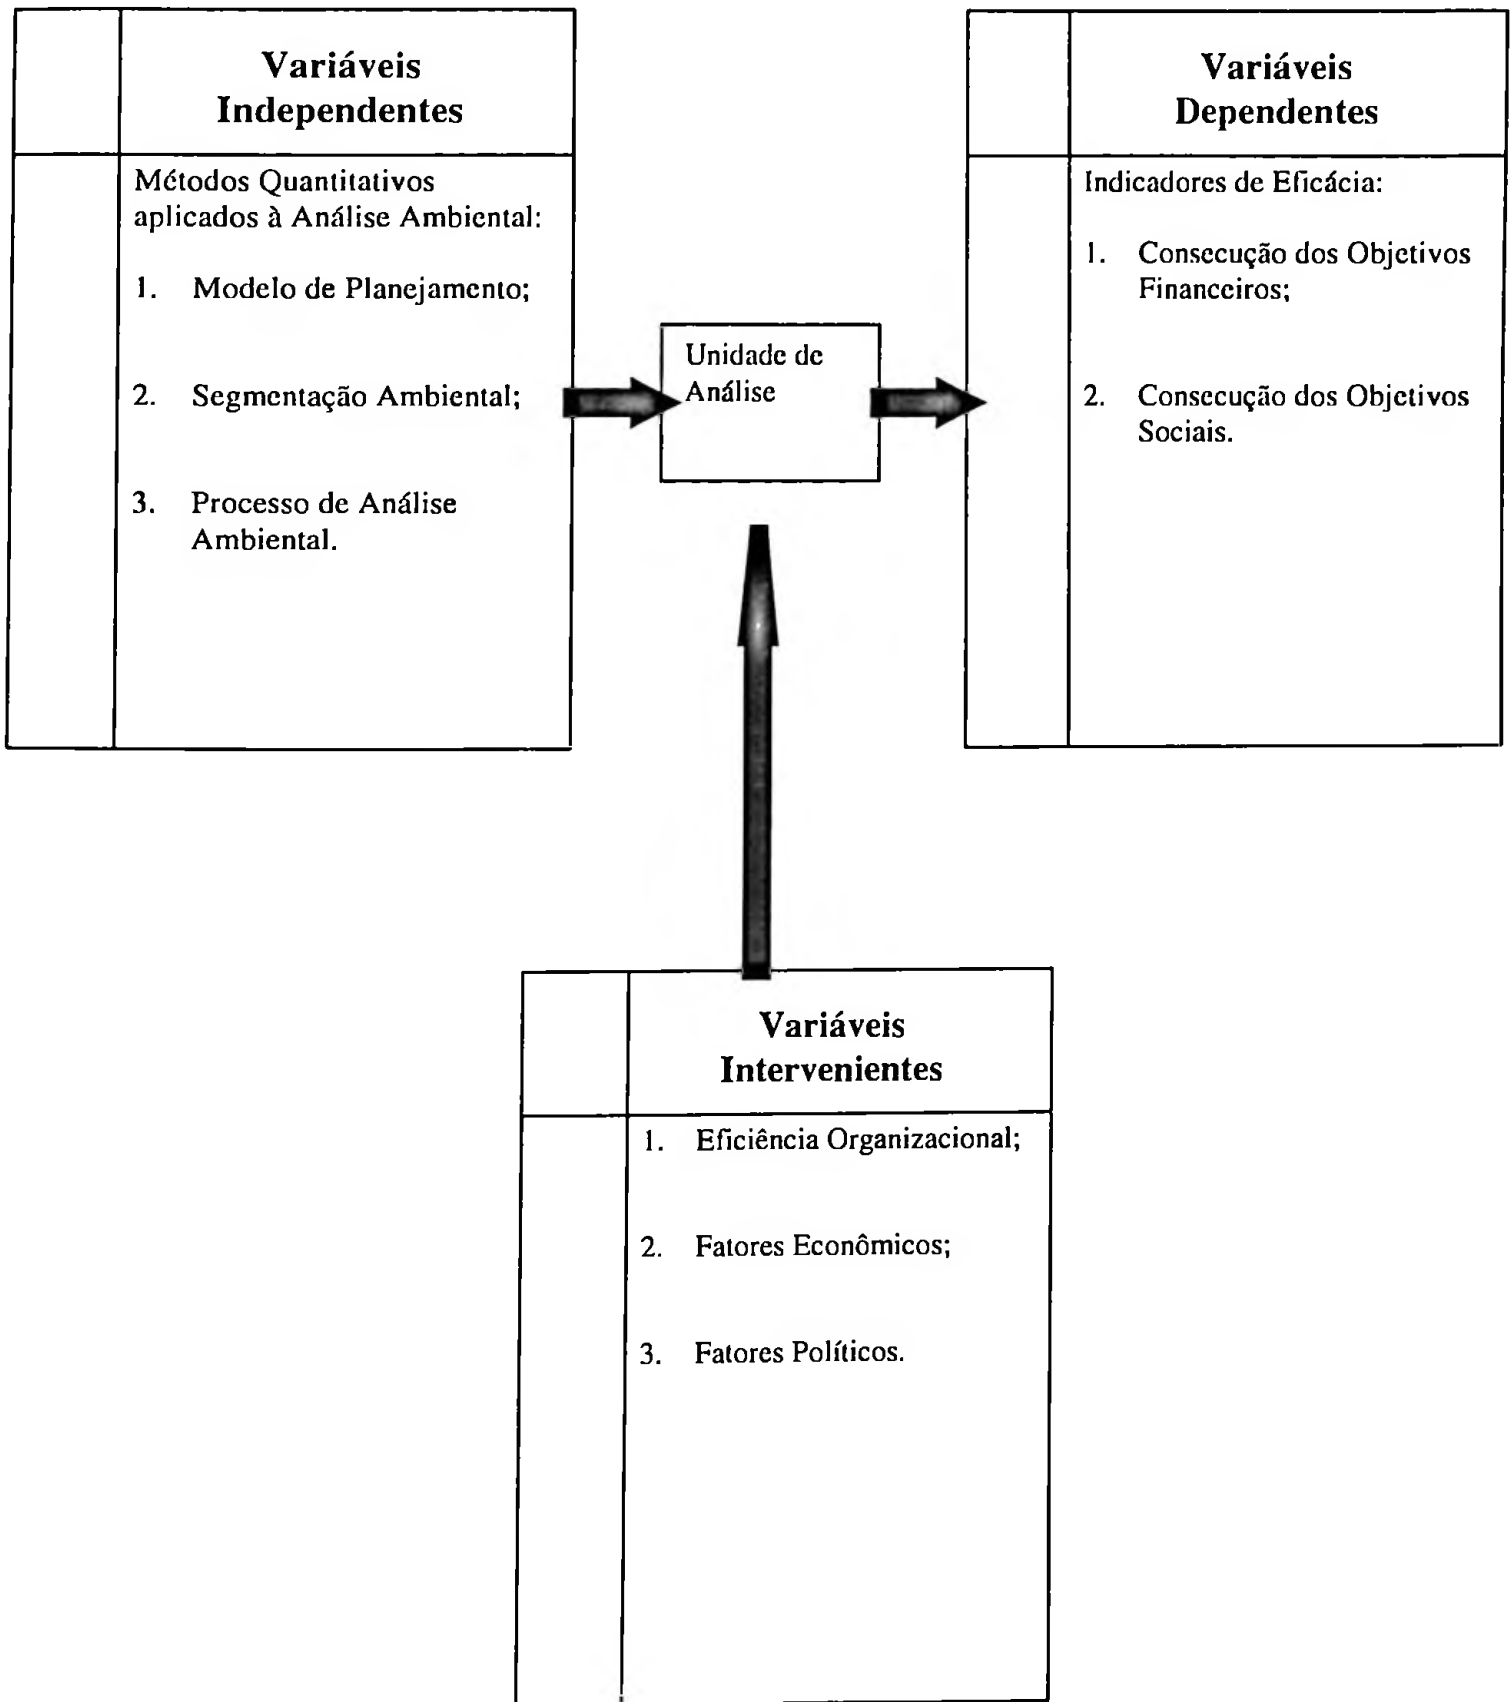 Variáveis
Independentes
Métodos Quantitativos
aplicados à Análise Ambiental:
1. Modelo de Planejamento;
2. Segmentação Ambiental;
3. Processo de Análise
Ambiental.
Unidade de
Análise
Variáveis
Dependentes
Indicadores de Eficácia:
1. Consecução dos Objetivos
Financeiros;
2. Consecução dos Objetivos
Sociais.
Variáveis
Intervenientes
1. Eficiência Organizacional;
2. Fatores Econômicos;
3. Fatores Políticos.